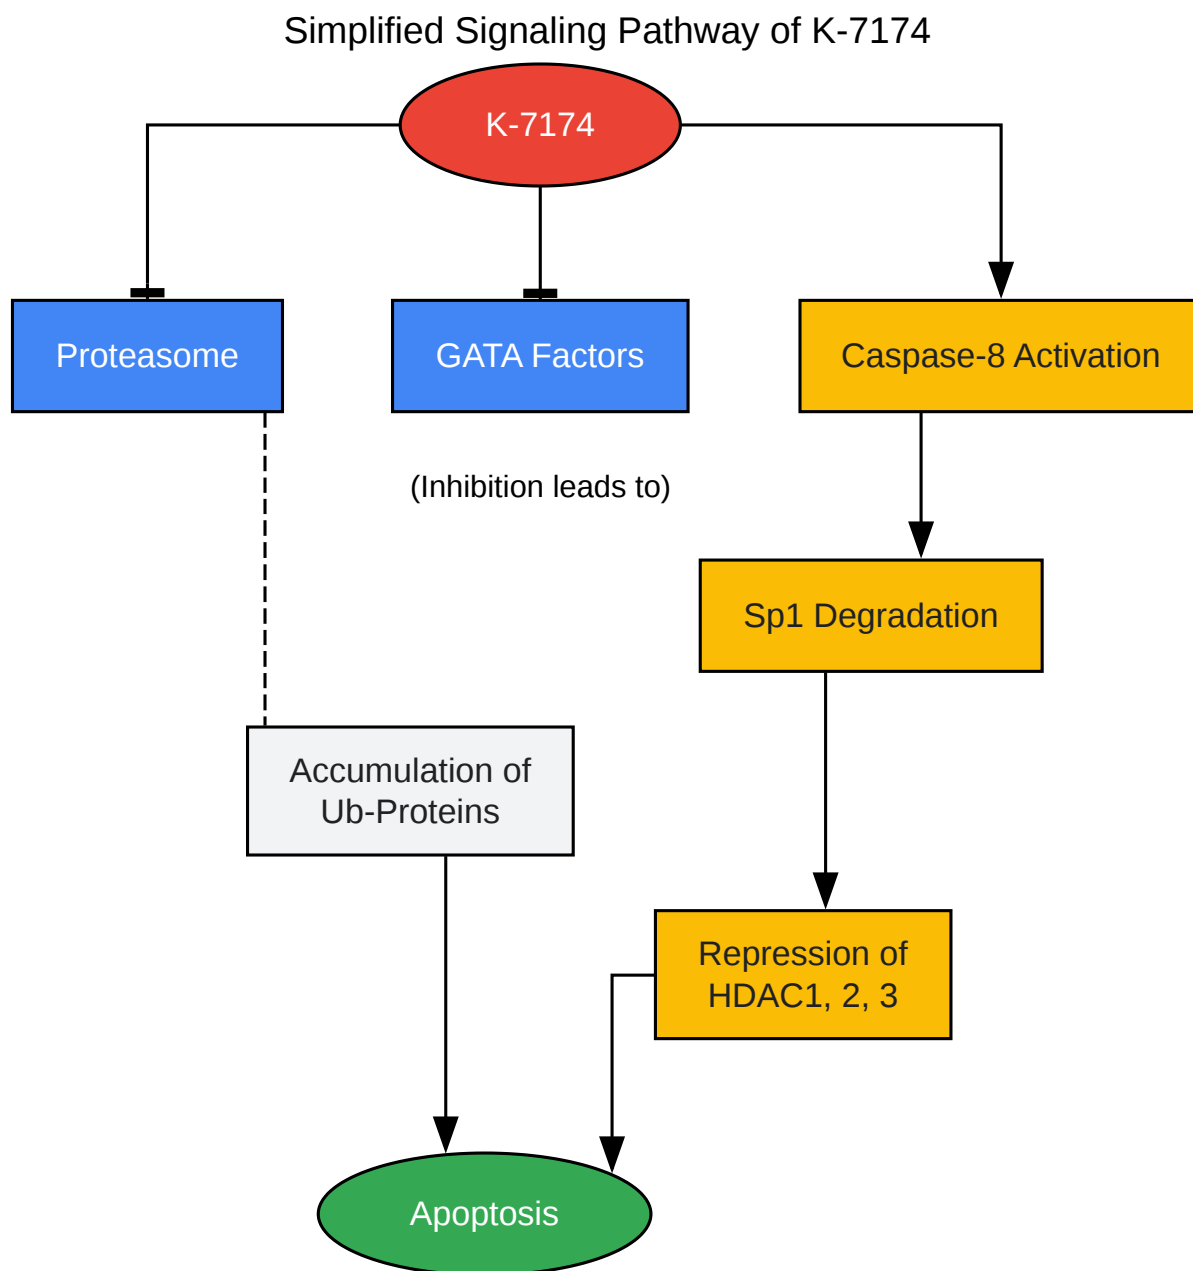 Simplified Signaling Pathway of K-7174
K-7174
Proteasome
GATA Factors
Caspase-8 Activation
(Inhibition leads to)
Sp1 Degradation
Accumulation of
Ub-Proteins
Repression of
HDAC1, 2, 3
Apoptosis